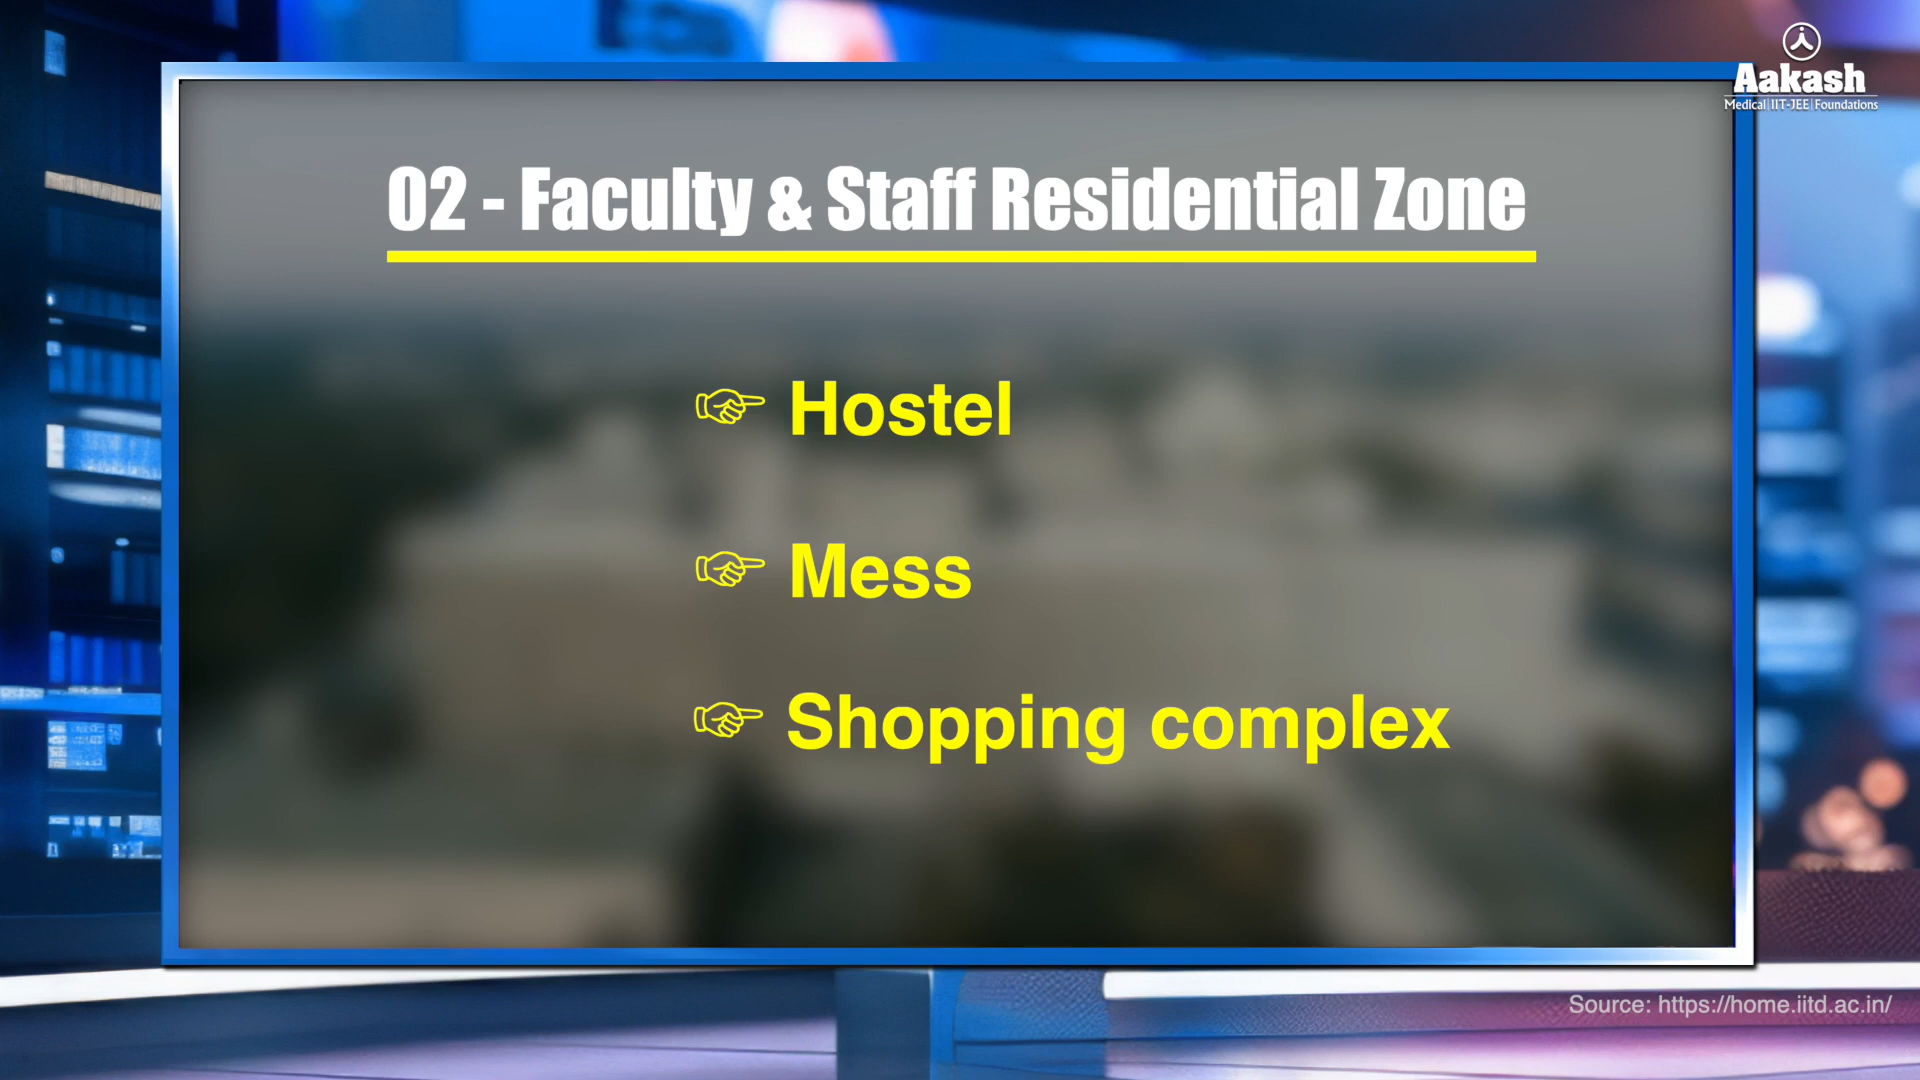 Aakash
Medical|IIT-JEE|Foundations
02 - Faculty & Staff Residential Zone
☞ Hostel
☞ Mess
☞ Shopping complex
Source: https://home.iitd.ac.in/